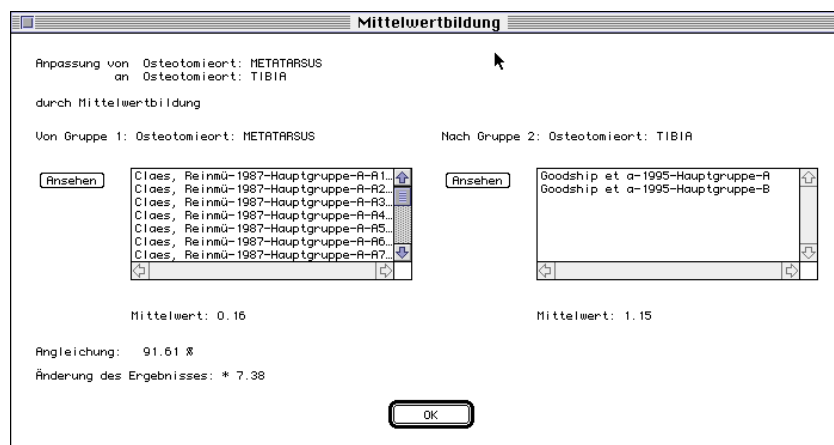 Mittelwertbildung
Anpassung von Osteotomieort: METATARSUS
an Osteotomieort: TIBIA
durch Mittelwertbildung
Von Gruppe 1: Osteotomieort: METATARSUS
Nach Gruppe 2: Osteotomieort: TIBIA
Ansehen
Claes, Reinmü-1987-Hauptgruppe-A-A1...
Claes, Reinmü-1987-Hauptgruppe-A-A2...
Claes, Reinmü-1987-Hauptgruppe-A-A3...
Claes, Reinmü-1987-Hauptgruppe-A-A4...
Claes, Reinmü-1987-Hauptgruppe-A-A5...
Claes, Reinmü-1987-Hauptgruppe-A-A6...
Claes, Reinmü-1987-Hauptgruppe-A-A7...
Ansehen
Goodship et a-1995-Hauptgruppe-A
Goodship et a-1995-Hauptgruppe-B
Mittelwert: 0.16
Mittelwert: 1.15
Angleichung: 91.61 %
Änderung des Ergebnisses: * 7.38
OK